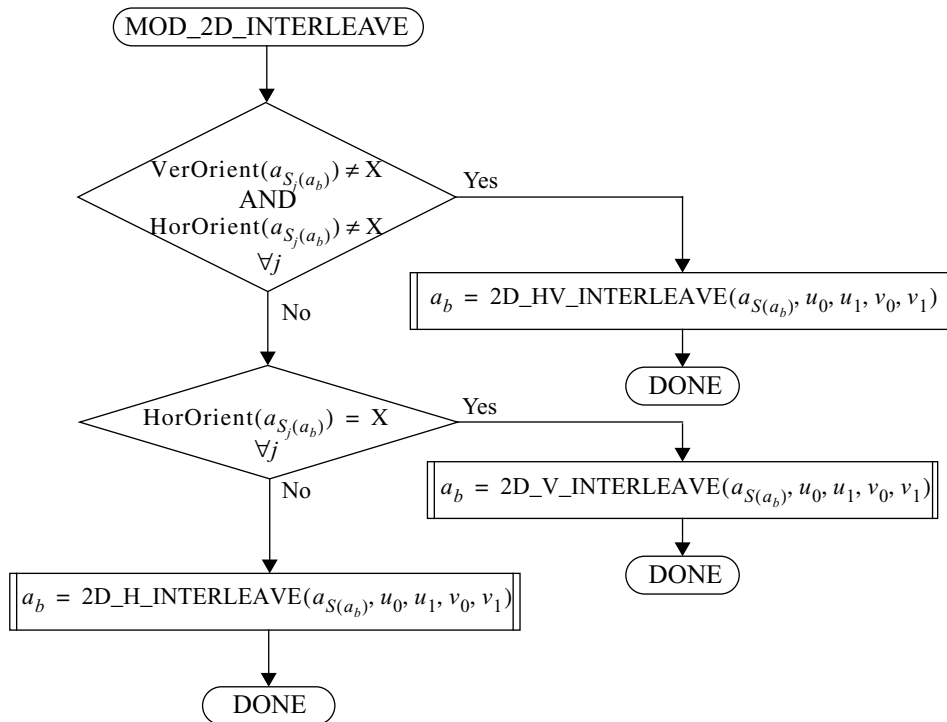 MOD_2D_INTERLEAVE
VerOrient(a_{S_j(a_b)}) ≠ X
AND
HorOrient(a_{S_j(a_b)}) ≠ X
∀j
Yes
a_b = 2D_HV_INTERLEAVE(a_{S(a_b)}, u_0, u_1, v_0, v_1)
DONE
No
HorOrient(a_{S_j(a_b)}) = X
∀j
Yes
a_b = 2D_V_INTERLEAVE(a_{S(a_b)}, u_0, u_1, v_0, v_1)
DONE
No
a_b = 2D_H_INTERLEAVE(a_{S(a_b)}, u_0, u_1, v_0, v_1)
DONE